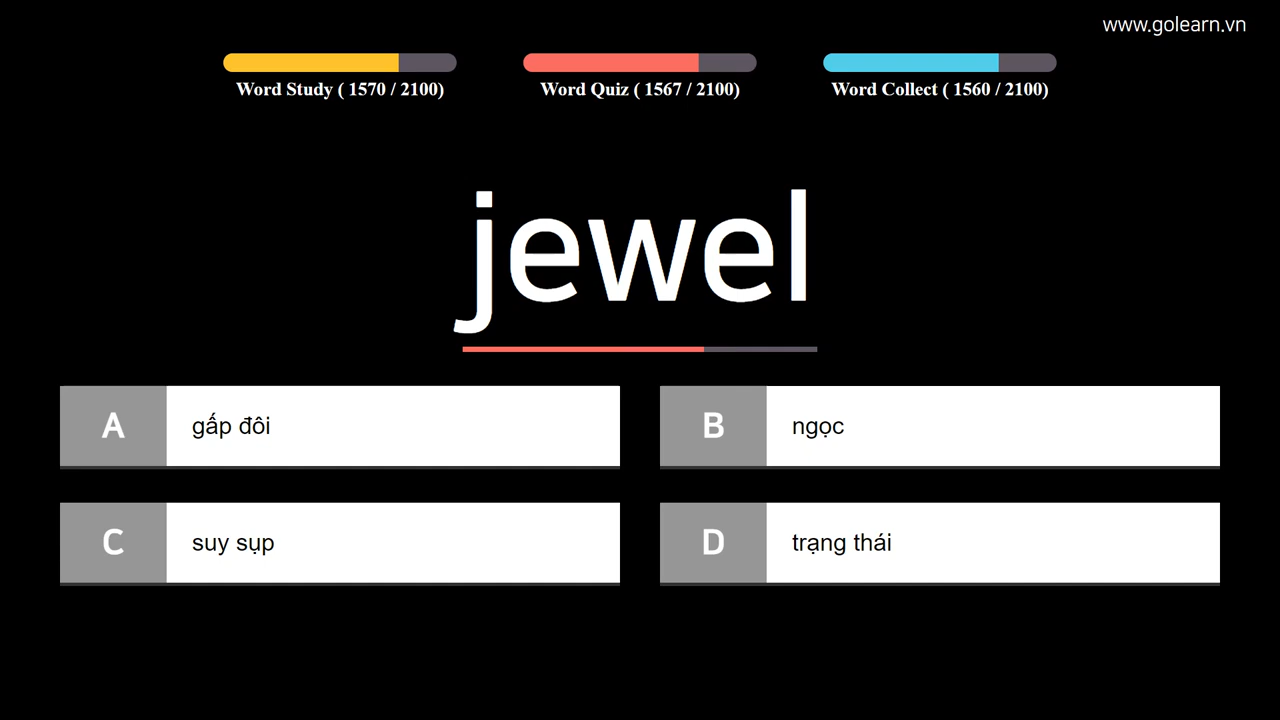 www.golearn.vn
Word Study ( 1570 / 2100)
Word Quiz ( 1567 / 2100)
Word Collect ( 1560 / 2100)
jewel
A gấp đôi
B ngọc
C suy sụp
D trạng thái